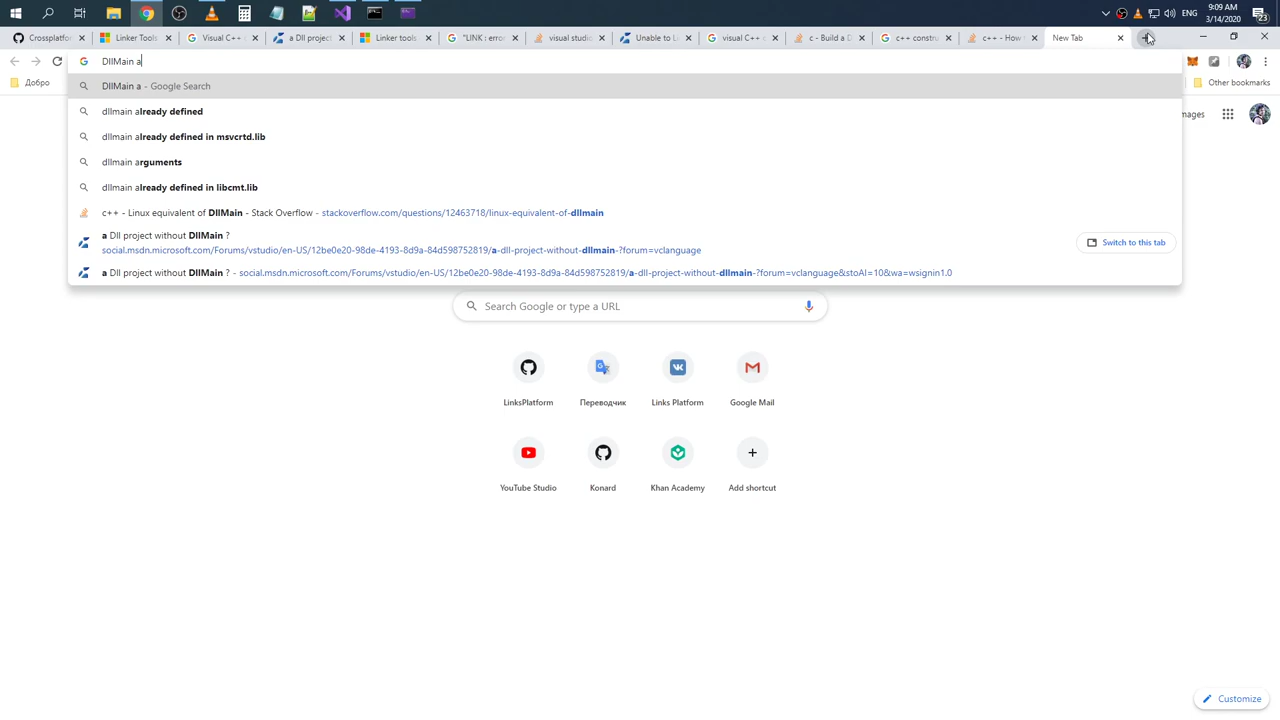 9:09 AM
ENG
3/14/2020
23
Crossplatfo
Linker Tools
Visual C++
a Dll project
Linker tools
"LINK : error
visual studio
Unable to L
visual C++ c
c - Build a D
c++ constru
c++ - How t
New Tab
DllMain a
Добро
Other bookmarks
DllMain a - Google Search
dllmain already defined
dllmain already defined in msvcrtd.lib
dllmain arguments
dllmain already defined in libcmt.lib
c++ - Linux equivalent of DllMain - Stack Overflow - stackoverflow.com/questions/12463718/linux-equivalent-of-dllmain
a Dll project without DllMain ?
social.msdn.microsoft.com/Forums/vstudio/en-US/12be0e20-98de-4193-8d9a-84d598752819/a-dll-project-without-dllmain-?forum=vclanguage
Switch to this tab
a Dll project without DllMain ? - social.msdn.microsoft.com/Forums/vstudio/en-US/12be0e20-98de-4193-8d9a-84d598752819/a-dll-project-without-dllmain-?forum=vclanguage&stoAI=10&wa=wsignin1.0
mages
Search Google or type a URL
LinksPlatform
Переводчик
Links Platform
Google Mail
YouTube Studio
Konard
Khan Academy
Add shortcut
Customize